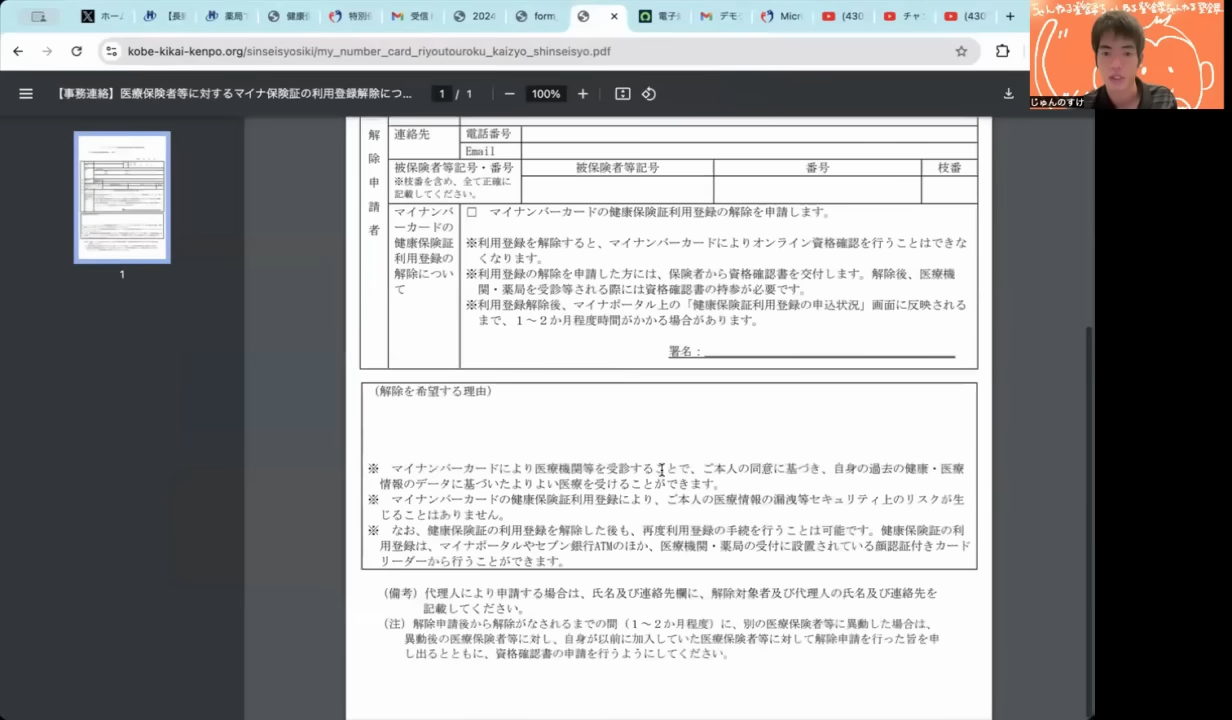 ホー
【長
薬局
健康
特別
受信
2024
form
電子
デモ
Micr
(430
チャ
(430
kobe-kikai-kenpo.org/sinseisyosiki/my_number_card_riyoutouroku_kaizyo_shinseisyo.pdf
【事務連絡】医療保険者等に対するマイナ保険証の利用登録解除につ...
1 / 1
100%
じゅんのすけ
1
解除申請者
連絡先
電話番号
Email
被保険者等記号・番号
※枝番を含め、全て正確に
記載してください。
被保険者等記号
番号
枝番
マイナンバ
ーカードの
健康保険証
利用登録の
解除につい
て
□ マイナンバーカードの健康保険証利用登録の解除を申請します。
※利用登録を解除すると、マイナンバーカードによりオンライン資格確認を行うことはできな
くなります。
※利用登録の解除を申請した方には、保険者から資格確認書を交付します。解除後、医療機
関・薬局を受診等される際には資格確認書の持参が必要です。
※利用登録解除後、マイナポータル上の「健康保険証利用登録の申込状況」画面に反映される
まで、1～2か月程度時間がかかる場合があります。
署名：
（解除を希望する理由）
※ マイナンバーカードにより医療機関等を受診することで、ご本人の同意に基づき、自身の過去の健康・医療
情報のデータに基づいたよりよい医療を受けることができます。
※ マイナンバーカードの健康保険証利用登録により、ご本人の医療情報の漏洩等セキュリティ上のリスクが生
じることはありません。
※ なお、健康保険証の利用登録を解除した後も、再度利用登録の手続を行うことは可能です。健康保険証の利
用登録は、マイナポータルやセブン銀行ATMのほか、医療機関・薬局の受付に設置されている顔認証付きカード
リーダーから行うことができます。
（備考）代理人により申請する場合は、氏名及び連絡先欄に、解除対象者及び代理人の氏名及び連絡先を
記載してください。
（注）解除申請後から解除がなされるまでの間（1～2か月程度）に、別の医療保険者等に異動した場合は、
異動後の医療保険者等に対し、自身が以前に加入していた医療保険者等に対して解除申請を行った旨を申
し出るとともに、資格確認書の申請を行うようにしてください。